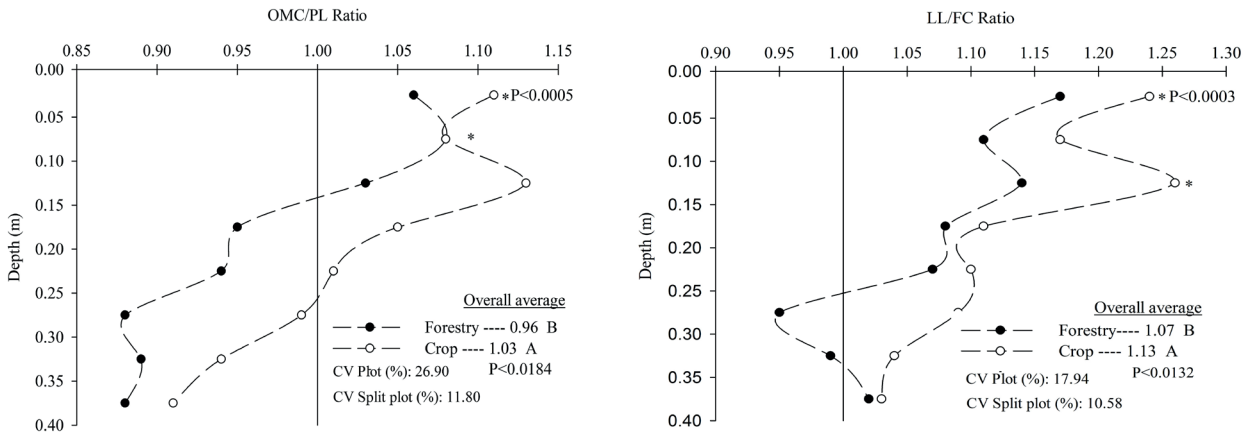 OMC/PL Ratio
0.85 0.90 0.95 1.00 1.05 1.10 1.15
0.00
0.05
0.10
0.15
0.20
0.25
0.30
0.35
0.40
Depth (m)
*P<0.0005
*
Overall average
Forestry ---- 0.96 B
Crop ---- 1.03 A
CV Plot (%): 26.90 P<0.0184
CV Split plot (%): 11.80
LL/FC Ratio
0.90 0.95 1.00 1.05 1.10 1.15 1.20 1.25 1.30
0.00
0.05
0.10
0.15
0.20
0.25
0.30
0.35
0.40
Depth (m)
* P<0.0003
*
Overall average
Forestry---- 1.07 B
Crop ---- 1.13 A
CV Plot (%): 17.94 P<0.0132
CV Split plot (%): 10.58